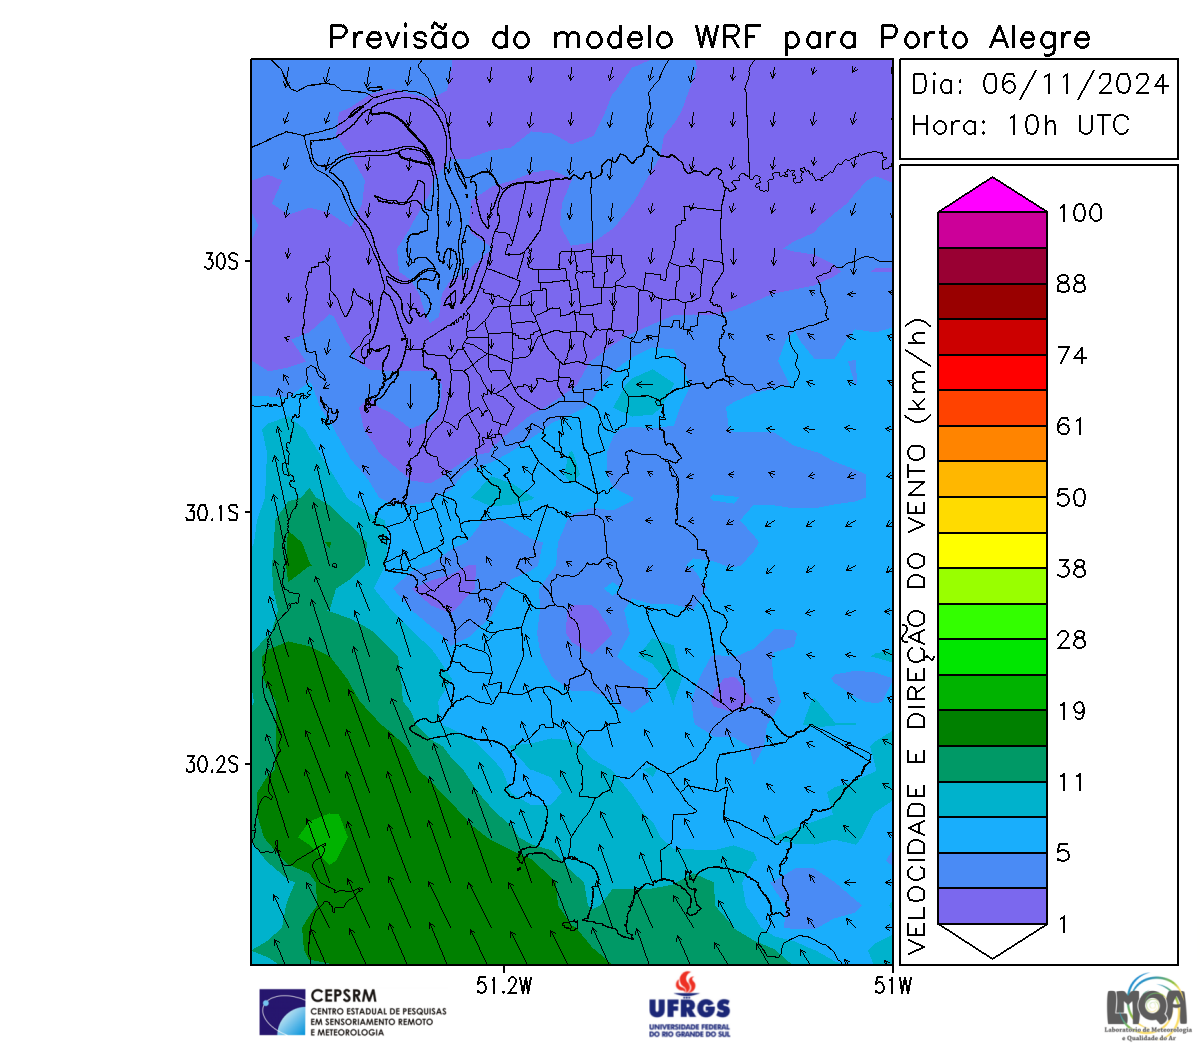 Previsão do modelo WRF para Porto Alegre
Dia: 06/11/2024
Hora: 10h UTC
30S
30.1S
30.2S
51.2W
51W
VELOCIDADE E DIREÇÃO DO VENTO (km/h)
100
88
74
61
50
38
28
19
11
5
1
CEPSRM
CENTRO ESTADUAL DE PESQUISAS
EM SENSORIAMENTO REMOTO
E METEOROLOGIA
UFRGS
UNIVERSIDADE FEDERAL
DO RIO GRANDE DO SUL
LMQA
Laboratório de Meteorologia
e Qualidade do Ar